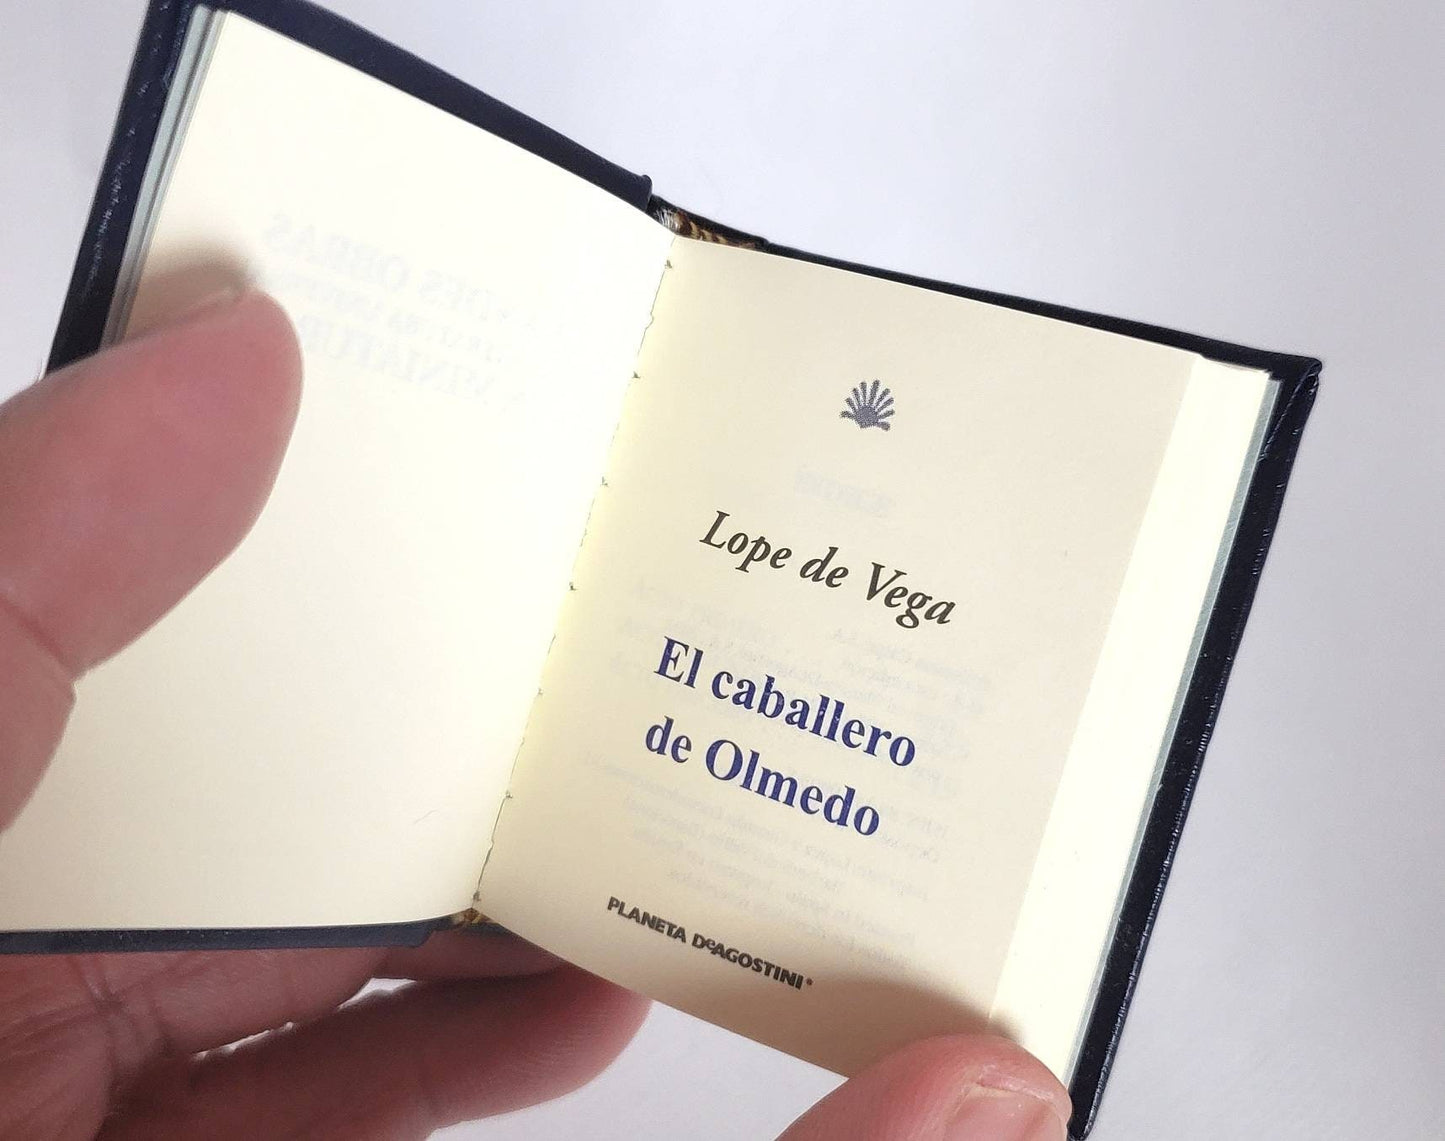 Lope de Vega
El caballero
de Olmedo
PLANETA DeAGOSTINI